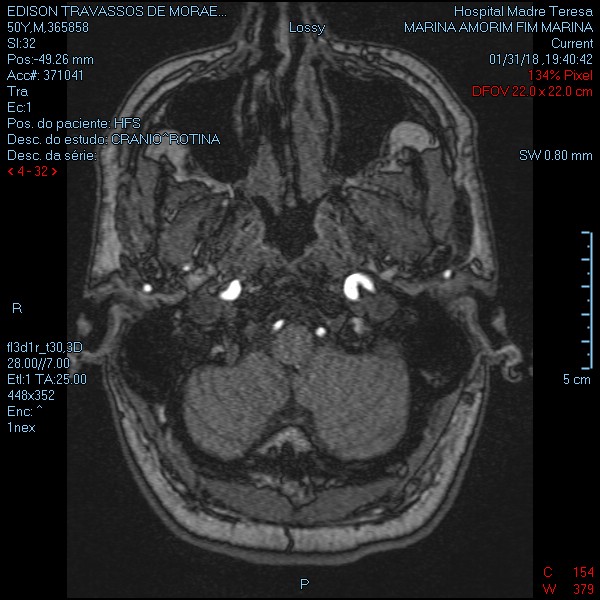 EDISON TRAVASSOS DE MORAE...
50Y,M,365858
Sl:32
Pos:-49.26 mm
Acc#: 371041
Tra
Ec:1
Pos. do paciente: HFS
Desc. do estudo: CRANIO^ROTINA
Desc. da série:
< 4 - 32 >
Lossy
Hospital Madre Teresa
MARINA AMORIM FIM MARINA
Current
01/31/18 ,19:40:42
134% Pixel
DFOV 22.0 x 22.0 cm
SW 0.80 mm
R
fl3d1r_t30,3D
28.00//7.00
Etl:1 TA:25:00
448x352
Enc: ^
1nex
5 cm
P
C 154
W 379